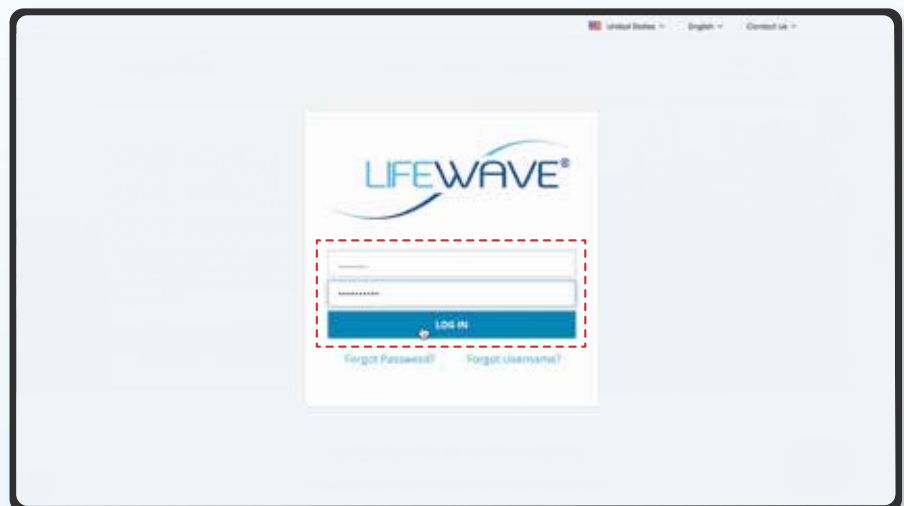 United States English Contact Us
LIFEWAVE®
LOG IN
Forgot Password? Forgot Username?